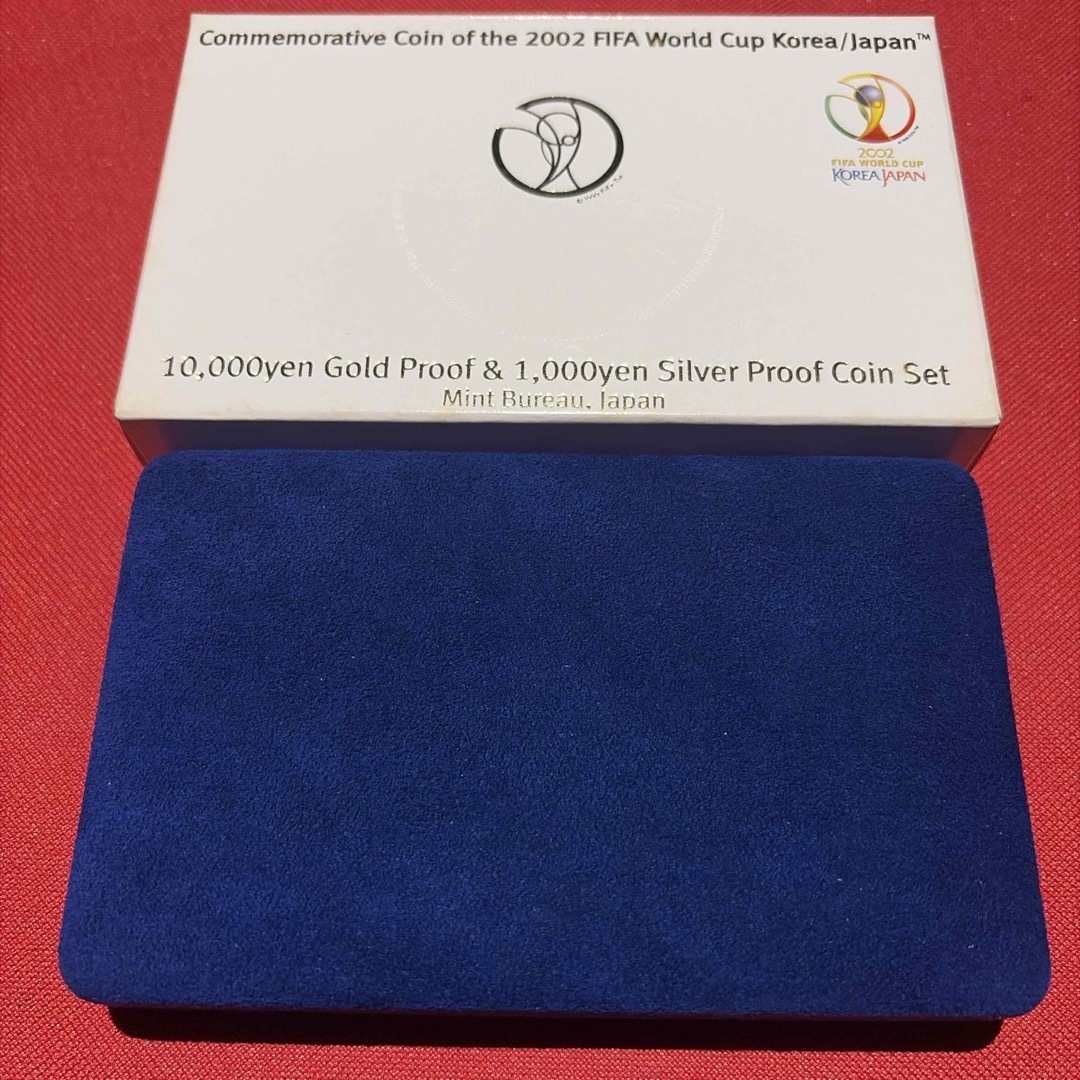 Commemorative Coin of the 2002 FIFA World Cup Korea/Japan™
2002
FIFA WORLD CUP
KOREA JAPAN
10,000yen Gold Proof & 1,000yen Silver Proof Coin Set
Mint Bureau, Japan